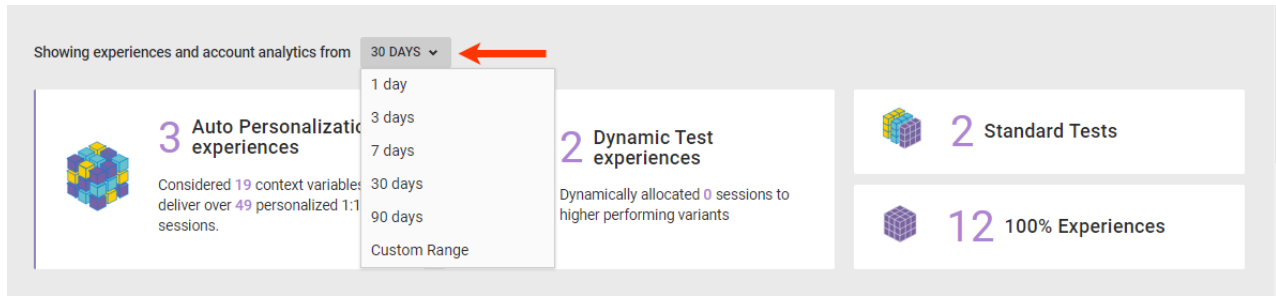 Showing experiences and account analytics from 30 DAYS
1 day
3 days
7 days
30 days
90 days
Custom Range
3 Auto
experiences
Considered 19 context
deliver over 49 personalized 1:1
sessions.
2 Dynamic Test
experiences
Dynamically allocated 0 sessions to
higher performing variants
2 Standard Tests
12 100% Experiences